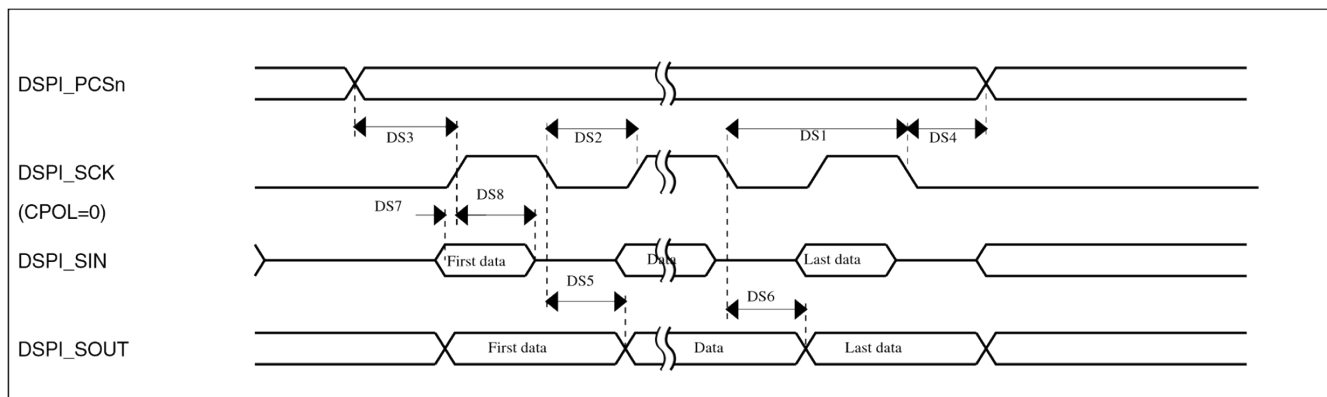 DSPI_PCSn
DS3 DS2 DS1 DS4
DSPI_SCK
DS7 DS8
(CPOL=0)
DSPI_SIN First data Data Last data
DS5 DS6
DSPI_SOUT First data Data Last data